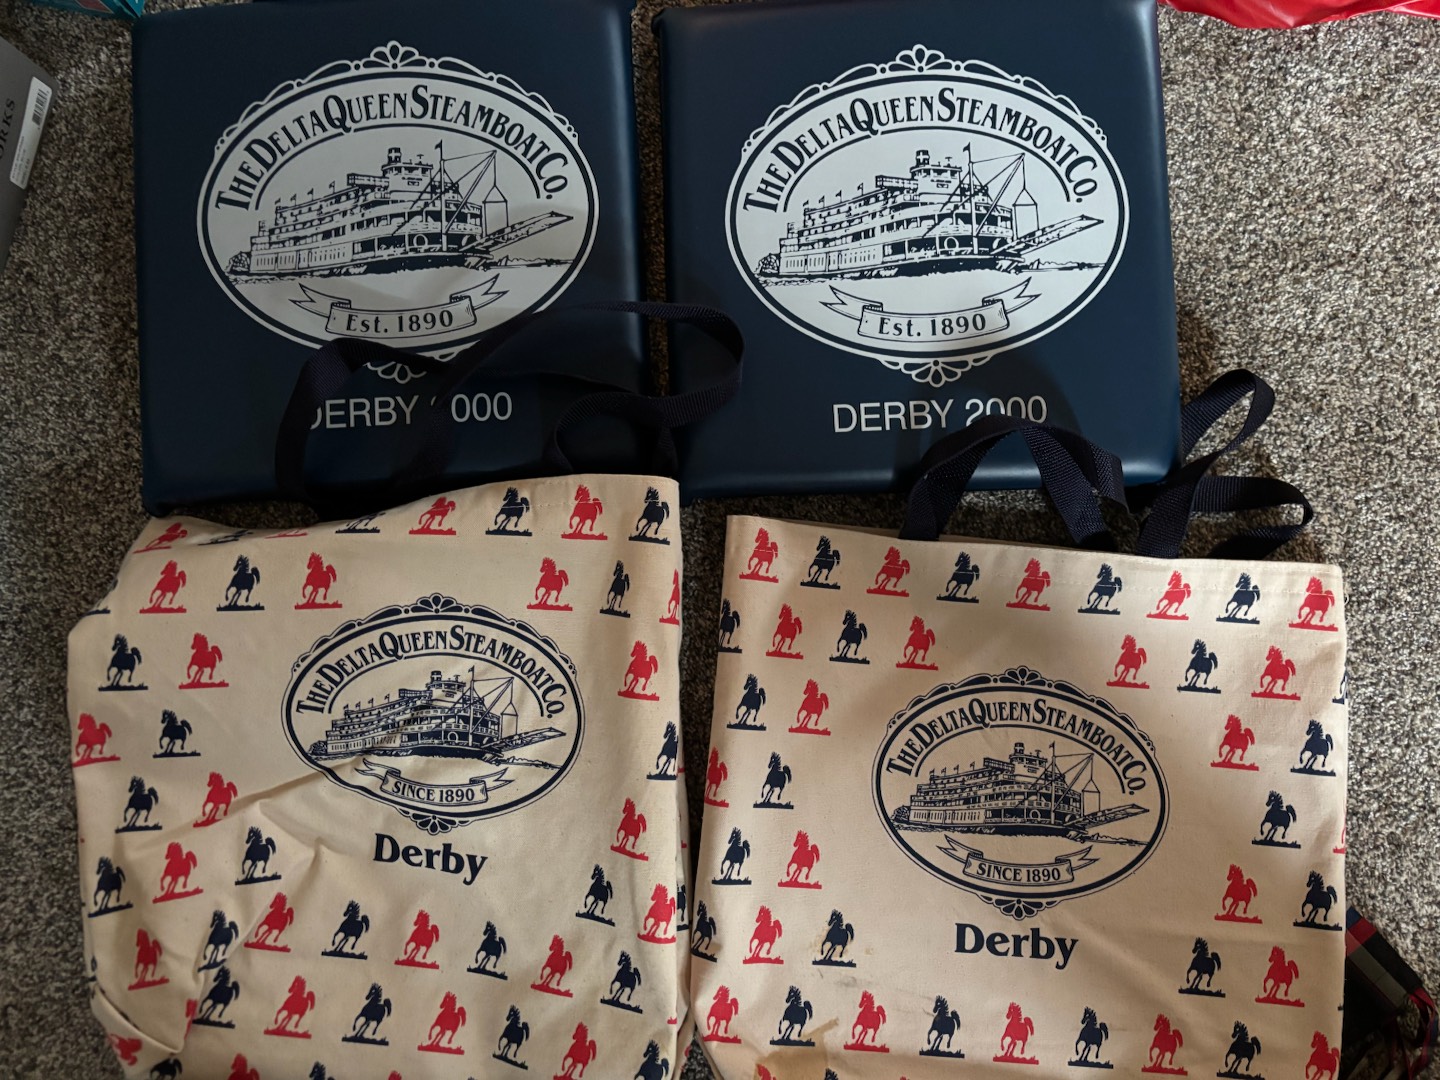 THE DELTA QUEEN STEAMBOAT CO.
Est. 1890
DERBY 2000
THE DELTA QUEEN STEAMBOAT CO.
Est. 1890
DERBY 2000
THE DELTA QUEEN STEAMBOAT CO.
SINCE 1890
Derby
THE DELTA QUEEN STEAMBOAT CO.
SINCE 1890
Derby